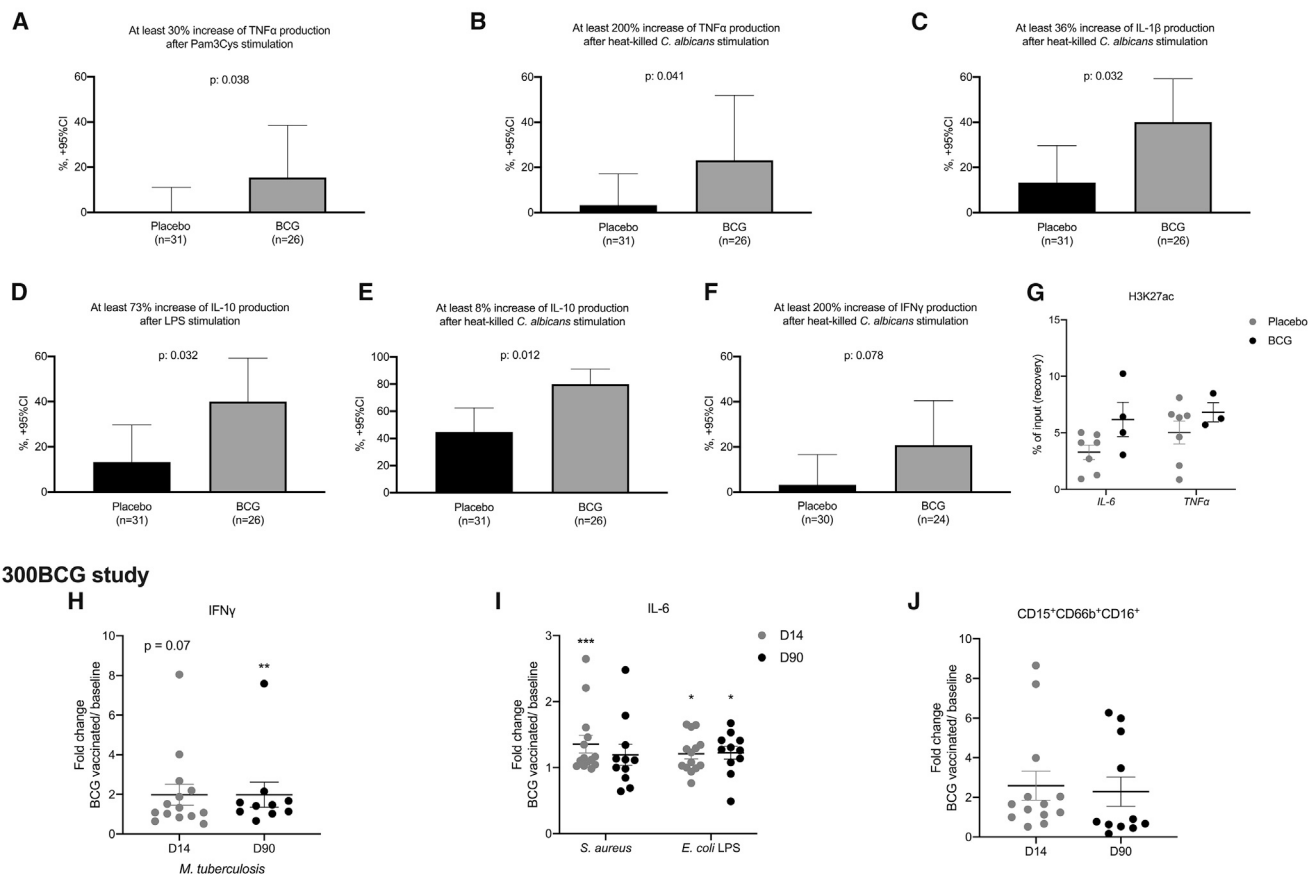 A
At least 30% increase of TNFα production
after Pam3Cys stimulation
p: 0.038
%, +95%CI
60
40
20
0
Placebo
(n=31)
BCG
(n=26)
B
At least 200% increase of TNFα production
after heat-killed C. albicans stimulation
p: 0.041
%, +95%CI
60
40
20
0
Placebo
(n=31)
BCG
(n=26)
C
At least 36% increase of IL-1β production
after heat-killed C. albicans stimulation
p: 0.032
%, +95%CI
60
40
20
0
Placebo
(n=31)
BCG
(n=26)
D
At least 73% increase of IL-10 production
after LPS stimulation
p: 0.032
%, +95%CI
60
40
20
0
Placebo
(n=31)
BCG
(n=26)
E
At least 8% increase of IL-10 production
after heat-killed C. albicans stimulation
p: 0.012
%, +95%CI
100
80
60
40
20
0
Placebo
(n=31)
BCG
(n=26)
F
At least 200% increase of IFNγ production
after heat-killed C. albicans stimulation
p: 0.078
%, +95%CI
60
40
20
0
Placebo
(n=30)
BCG
(n=24)
G
H3K27ac
Placebo
BCG
% of input (recovery)
15
10
5
0
IL-6
TNFα
300BCG study
H
IFNγ
p = 0.07
**
Fold change
BCG vaccinated/ baseline
10
8
6
4
2
0
D14
D90
M. tuberculosis
I
IL-6
D14
D90
***
*
*
Fold change
BCG vaccinated/ baseline
3
2
1
0
S. aureus
E. coli LPS
J
CD15+CD66b+CD16+
Fold change
BCG vaccinated/ baseline
10
8
6
4
2
0
D14
D90